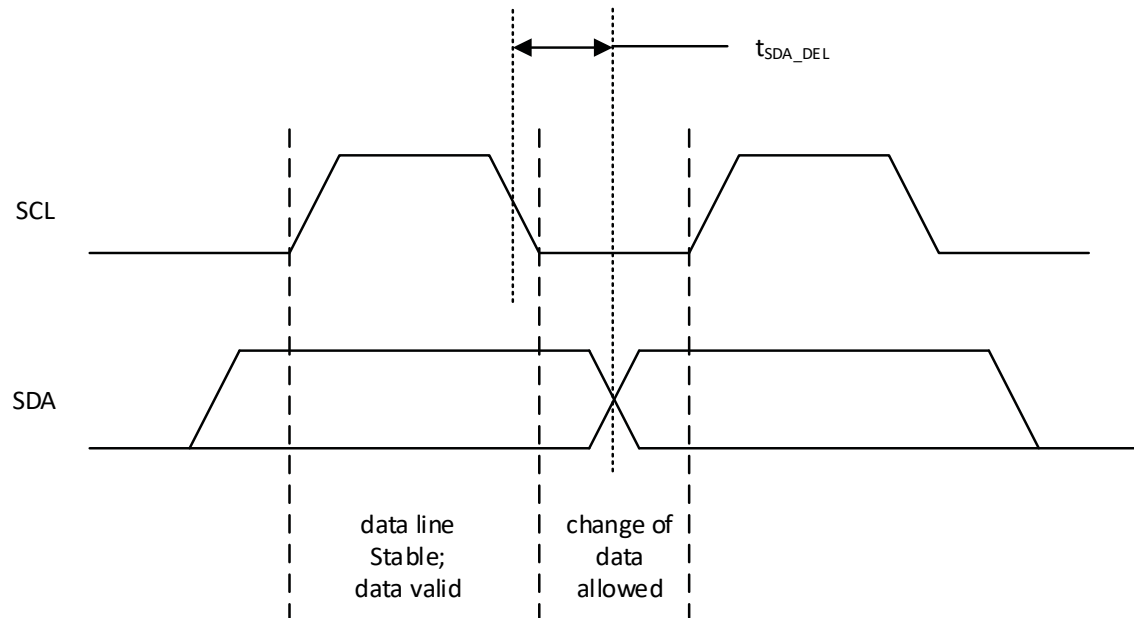 tSDA_DEL
SCL
SDA
data line
Stable;
data valid
change of
data
allowed